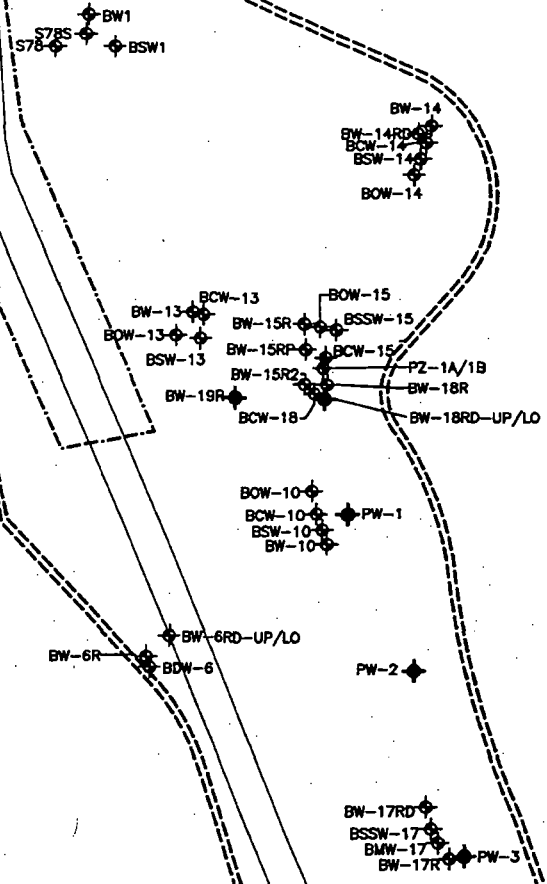 BW1
S78S
S78
BSW1
BW-14
BW-14RD
BCW-14
BSW-14
BOW-14
BCW-13
BW-13
BOW-13
BSW-13
BOW-15
BW-15R
BSSW-15
BW-15RP
BCW-15
PZ-1A/1B
BW-15R2
BW-18R
BW-19R
BCW-18
BW-18RD-UP/LO
BOW-10
BCW-10
PW-1
BSW-10
BW-10
BW-6RD-UP/LO
BW-6R
BDW-6
PW-2
BW-17RD
BSSW-17
BMW-17
BW-17R
PW-3